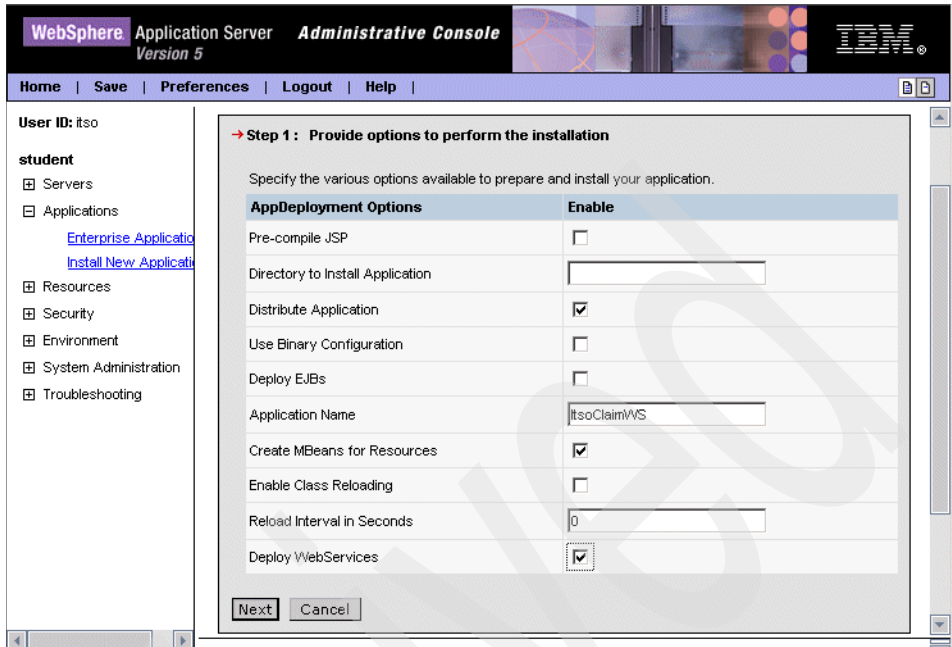 WebSphere Application Server Administrative Console
Version 5
IBM®
Home | Save | Preferences | Logout | Help |
User ID: itso
student
Servers
Applications
Enterprise Applicatio
Install New Applicati
Resources
Security
Environment
System Administration
Troubleshooting
Step 1: Provide options to perform the installation
Specify the various options available to prepare and install your application.
AppDeployment Options Enable
Pre-compile JSP
Directory to Install Application
Distribute Application
Use Binary Configuration
Deploy EJBs
Application Name ItsoClaimWS
Create MBeans for Resources
Enable Class Reloading
Reload Interval in Seconds 0
Deploy WebServices
Next Cancel